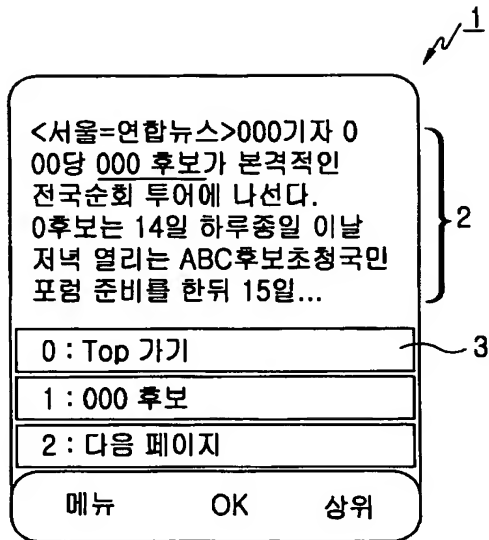 1
<서울=연합뉴스>000기자 0
00당 000 후보가 본격적인
전국순회 투어에 나선다.
0후보는 14일 하루종일 이날
저녁 열리는 ABC후보초청국민
포럼 준비를 한뒤 15일...
2
0 : Top 가기
3
1 : 000 후보
2 : 다음 페이지
메뉴 OK 상위